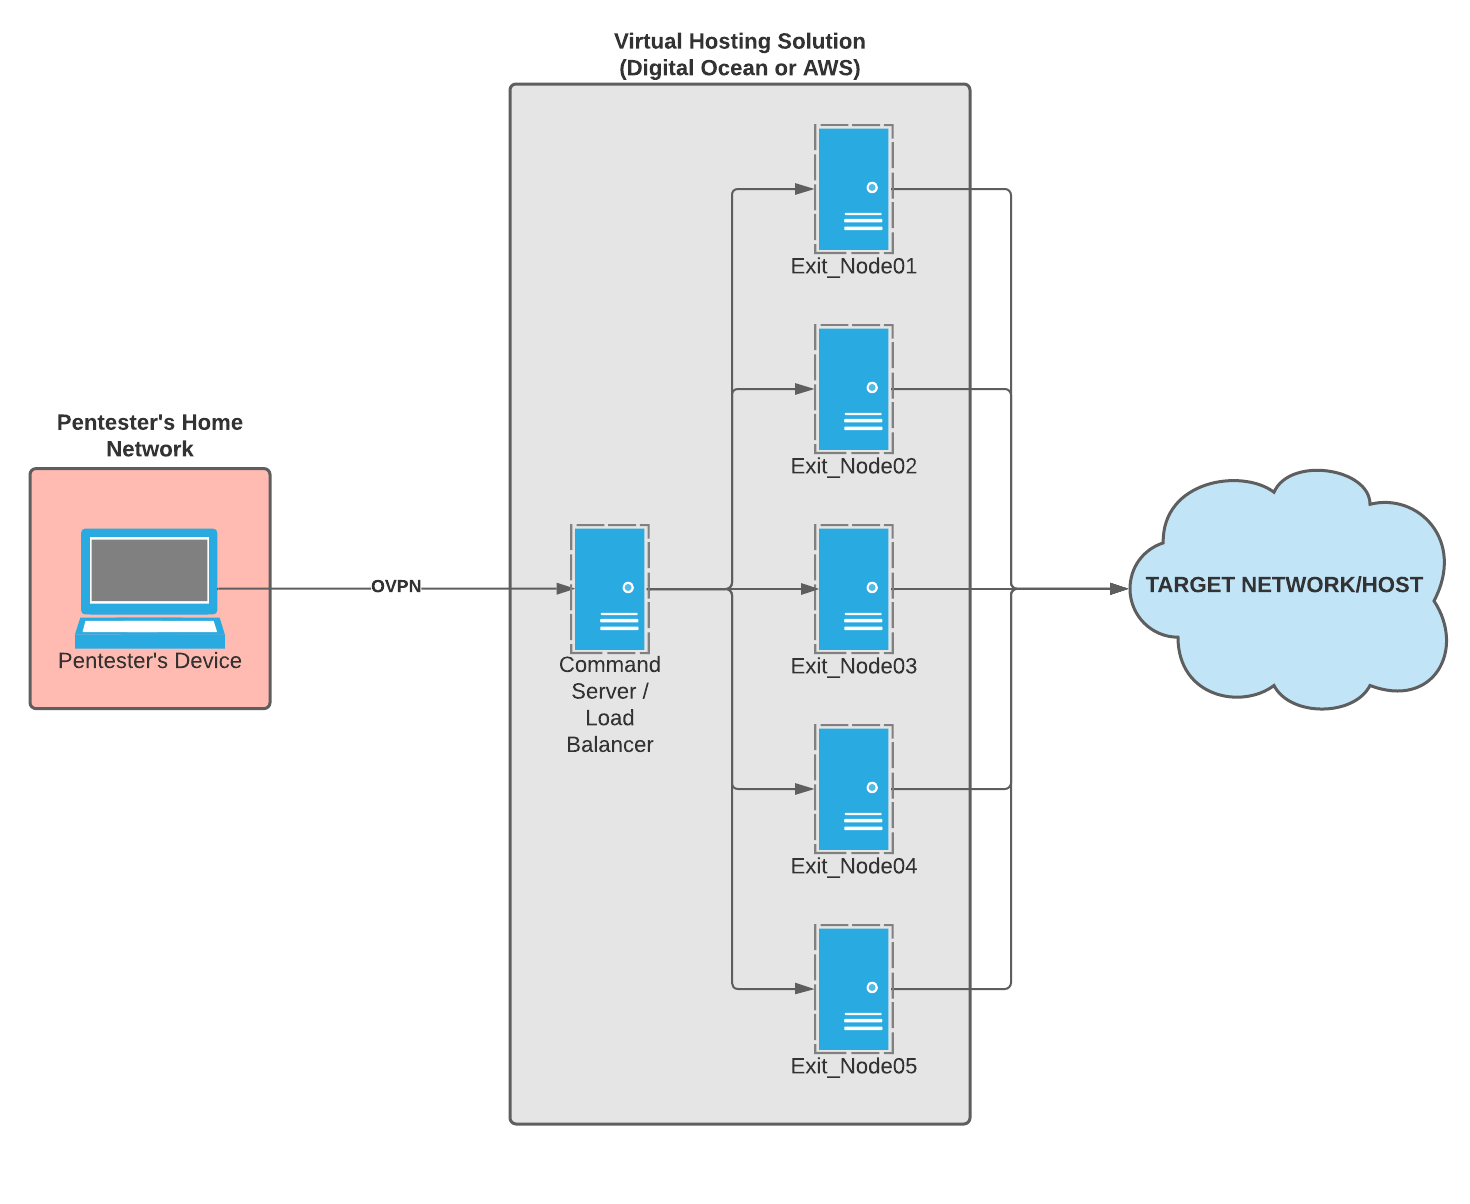 Virtual Hosting Solution
(Digital Ocean or AWS)
Exit_Node01
Exit_Node02
Pentester's Home
Network
Pentester's Device
OVPN
Command
Server /
Load
Balancer
Exit_Node03
TARGET NETWORK/HOST
Exit_Node04
Exit_Node05